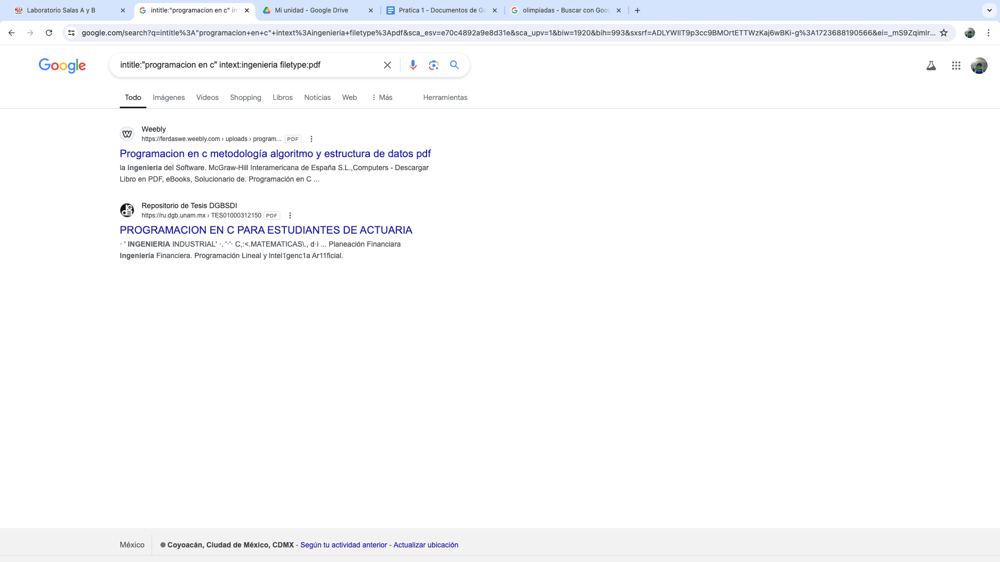 Laboratorio Salas A y B
intitle:"programacion en c" in
Mi unidad - Google Drive
Pratica 1 - Documentos de Go
olimpiadas - Buscar con Goog
google.com/search?q=intitle%3A"programacion+en+c"+intext%3Aingenieria+filetype%3Apdf&sca_esv=e70c4892a9e8d31e&sca_upv=1&biw=1920&bih=993&sxsrf=ADLYWIIT9p3cc9BMOrtETTWzKaj6wBKi-g%3A1723688190566&ei=_mS9Zqimlr...
Google
intitle:"programacion en c" intext:ingenieria filetype:pdf
Todo Imágenes Vídeos Shopping Libros Noticias Web Más Herramientas
Weebly
https://ferdaswe.weebly.com › uploads › program... PDF
Programacion en c metodología algoritmo y estructura de datos pdf
la ingenieria del Software. McGraw-Hill Interamericana de España S.L.,Computers - Descargar
Libro en PDF, eBooks, Solucionario de. Programación en C ...
Repositorio de Tesis DGBSDI
https://ru.dgb.unam.mx › TES01000312150 PDF
PROGRAMACION EN C PARA ESTUDIANTES DE ACTUARIA
· ' INGENIERIA INDUSTRIAL' ·. '·'· C,:<.MATEMATICAS\., d·i ... Planeación Financiara
Ingeniería Financiera. Programación Lineal y lntel1genc1a Ar11ficial.
México
Coyoacán, Ciudad de México, CDMX - Según tu actividad anterior - Actualizar ubicación